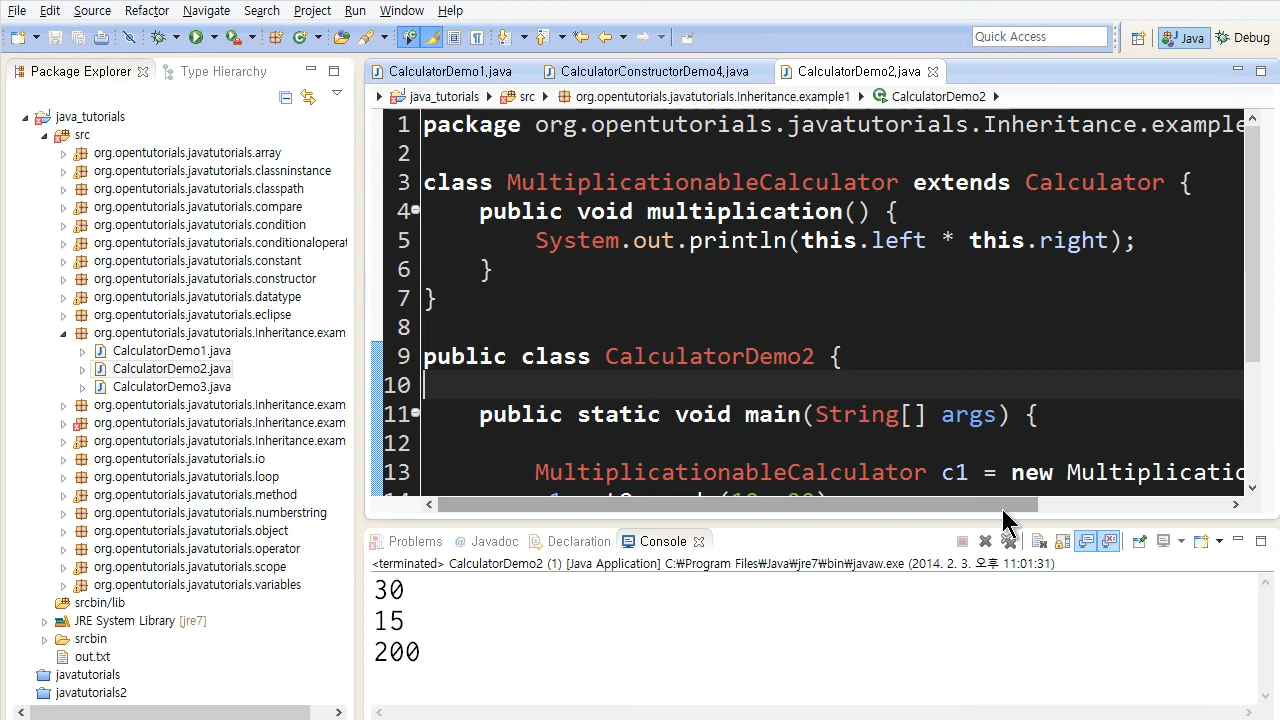 File Edit Source Refactor Navigate Search Project Run Window Help
Quick Access
Java
Debug
Package Explorer
Type Hierarchy
java_tutorials
src
org.opentutorials.javatutorials.array
org.opentutorials.javatutorials.classninstance
org.opentutorials.javatutorials.classpath
org.opentutorials.javatutorials.compare
org.opentutorials.javatutorials.condition
org.opentutorials.javatutorials.conditionaloperat
org.opentutorials.javatutorials.constant
org.opentutorials.javatutorials.constructor
org.opentutorials.javatutorials.datatype
org.opentutorials.javatutorials.eclipse
org.opentutorials.javatutorials.Inheritance.exam
CalculatorDemo1.java
CalculatorDemo2.java
CalculatorDemo3.java
org.opentutorials.javatutorials.Inheritance.exam
org.opentutorials.javatutorials.Inheritance.exam
org.opentutorials.javatutorials.Inheritance.exam
org.opentutorials.javatutorials.io
org.opentutorials.javatutorials.loop
org.opentutorials.javatutorials.method
org.opentutorials.javatutorials.numberstring
org.opentutorials.javatutorials.object
org.opentutorials.javatutorials.operator
org.opentutorials.javatutorials.scope
org.opentutorials.javatutorials.variables
srcbin/lib
JRE System Library [jre7]
srcbin
out.txt
javatutorials
javatutorials2
CalculatorDemo1.java
CalculatorConstructorDemo4.java
CalculatorDemo2.java
java_tutorials src org.opentutorials.javatutorials.Inheritance.example1 CalculatorDemo2
1 package org.opentutorials.javatutorials.Inheritance.example
2
3 class MultiplicationableCalculator extends Calculator {
4 public void multiplication() {
5 System.out.println(this.left * this.right);
6 }
7 }
8
9 public class CalculatorDemo2 {
10
11 public static void main(String[] args) {
12
13 MultiplicationableCalculator c1 = new Multiplicatio
Problems
@ Javadoc
Declaration
Console
<terminated> CalculatorDemo2 (1) [Java Application] C:₩Program Files₩Java₩jre7₩bin₩javaw.exe (2014. 2. 3. 오후 11:01:31)
30
15
200